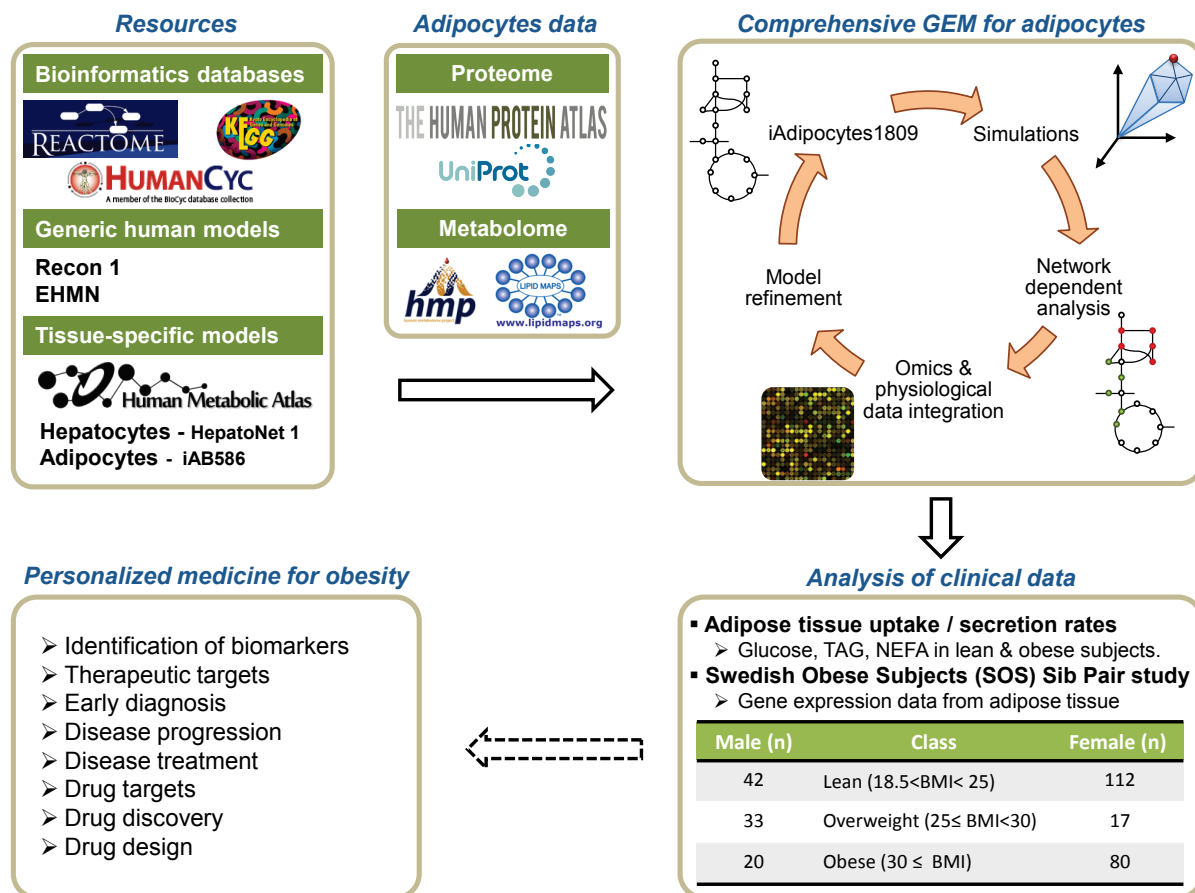 Resources
Bioinformatics databases
REACTOME
KEGG
HUMANCYC
A member of the BioCyc database collection
Generic human models
Recon 1
EHMN
Tissue-specific models
Human Metabolic Atlas
Hepatocytes - HepatoNet 1
Adipocytes - iAB586
Adipocytes data
Proteome
THE HUMAN PROTEIN ATLAS
UniProt
Metabolome
hmp
LIPID MAPS
www.lipidmaps.org
Comprehensive GEM for adipocytes
iAdipocytes1809
Simulations
Network
dependent
analysis
Omics &
physiological
data integration
Model
refinement
Analysis of clinical data
▪ Adipose tissue uptake / secretion rates
➢ Glucose, TAG, NEFA in lean & obese subjects.
▪ Swedish Obese Subjects (SOS) Sib Pair study
➢ Gene expression data from adipose tissue
Male (n) Class Female (n)
42 Lean (18.5<BMI< 25) 112
33 Overweight (25≤ BMI<30) 17
20 Obese (30 ≤ BMI) 80
Personalized medicine for obesity
➢ Identification of biomarkers
➢ Therapeutic targets
➢ Early diagnosis
➢ Disease progression
➢ Disease treatment
➢ Drug targets
➢ Drug discovery
➢ Drug design